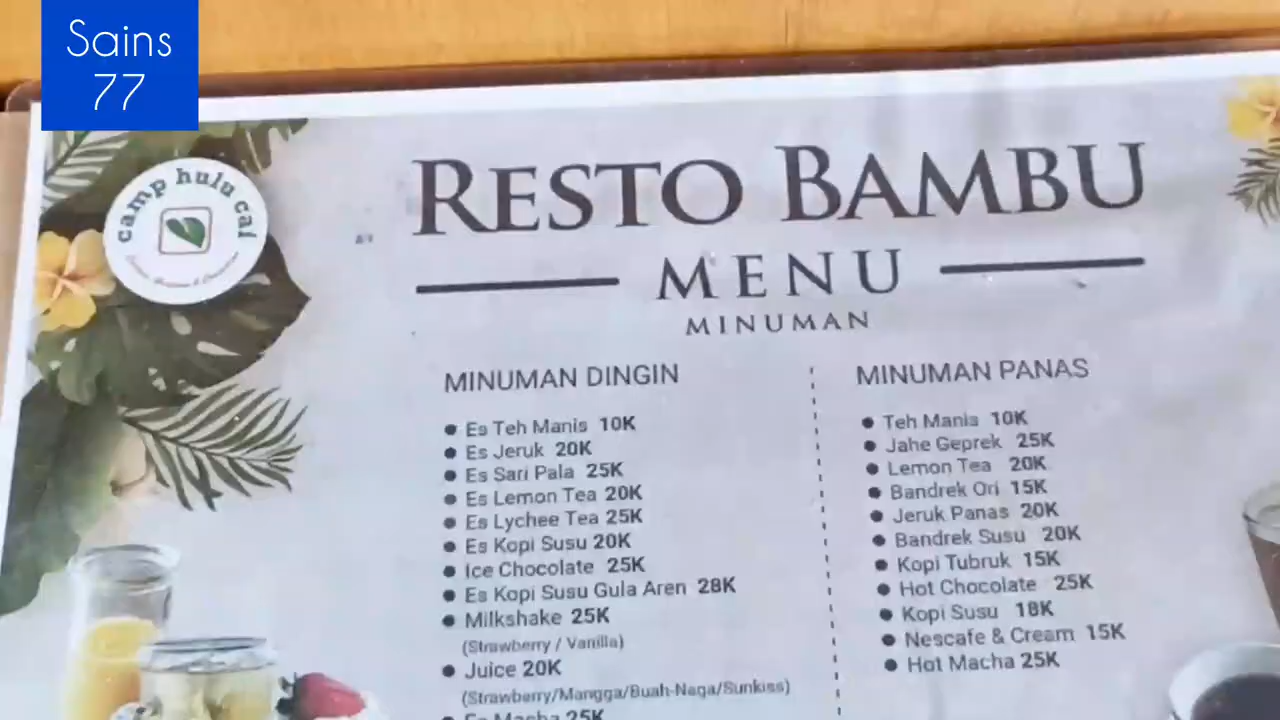 Sains
77
camp hulu cai
RESTO BAMBU
MENU
MINUMAN
MINUMAN DINGIN
Es Teh Manis 10K
Es Jeruk 20K
Es Sari Pala 25K
Es Lemon Tea 20K
Es Lychee Tea 25K
Es Kopi Susu 20K
Ice Chocolate 25K
Es Kopi Susu Gula Aren 28K
Milkshake 25K
(Strawberry / Vanilla)
Juice 20K
(Strawberry/Mangga/Buah-Naga/Sunkiss)
Es Macha 25K
MINUMAN PANAS
Teh Manis 10K
Jahe Geprek 25K
Lemon Tea 20K
Bandrek Ori 15K
Jeruk Panas 20K
Bandrek Susu 20K
Kopi Tubruk 15K
Hot Chocolate 25K
Kopi Susu 18K
Nescafe & Cream 15K
Hot Macha 25K